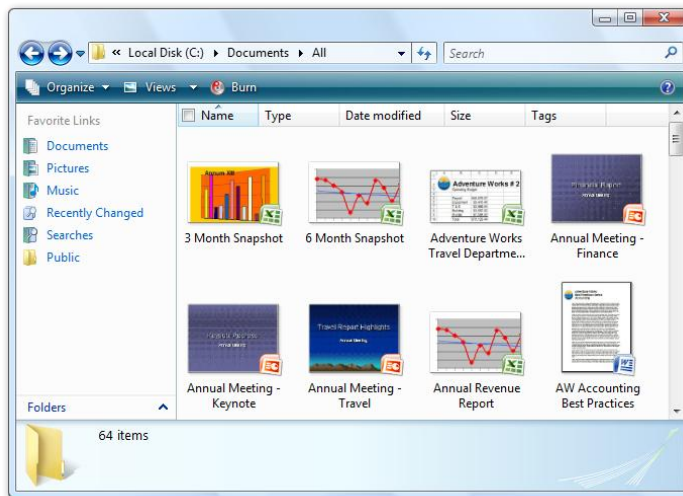 « Local Disk (C:) ▸ Documents ▸ All
Search
Organize
Views
Burn
Favorite Links
Documents
Pictures
Music
Recently Changed
Searches
Public
Folders
Name
Type
Date modified
Size
Tags
3 Month Snapshot
6 Month Snapshot
Adventure Works # 2
Adventure Works
Travel Departme...
Annual Meeting -
Finance
Travel Report Highlights
Annual Meeting
Annual Meeting -
Keynote
Annual Meeting -
Travel
Annual Revenue
Report
AW Accounting
Best Practices
64 items